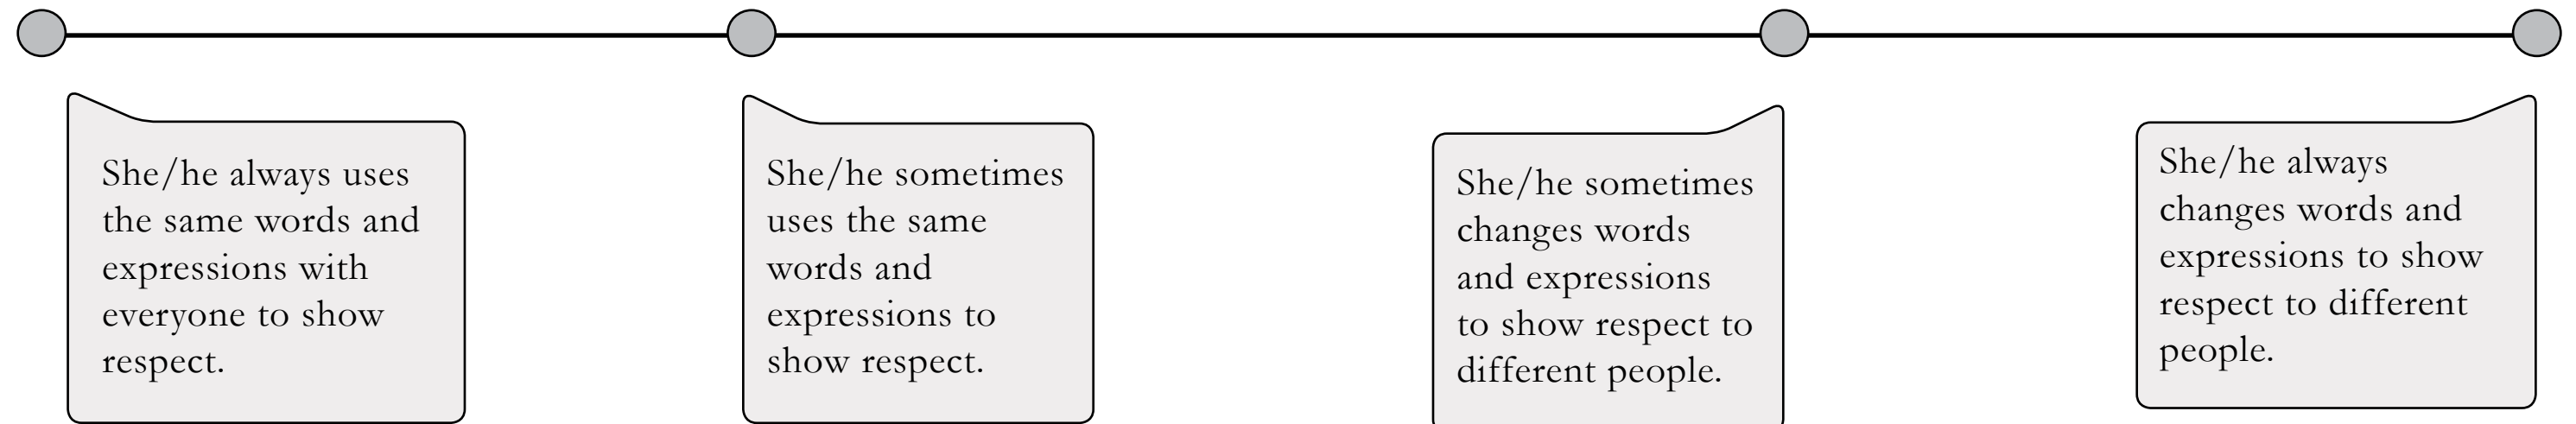 She/he always uses
the same words and
expressions with
everyone to show
respect.
She/he sometimes
uses the same
words and
expressions to
show respect.
She/he sometimes
changes words
and expressions
to show respect to
different people.
She/he always
changes words and
expressions to show
respect to different
people.